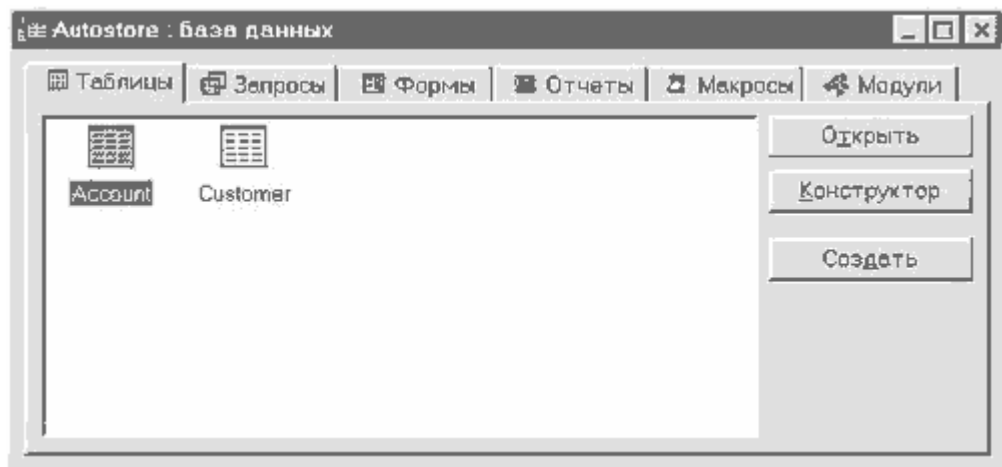 Autostore : база данных
Таблицы Запросы Формы Отчеты Макросы Модули
Открыть
Account Customer
Конструктор
Создать